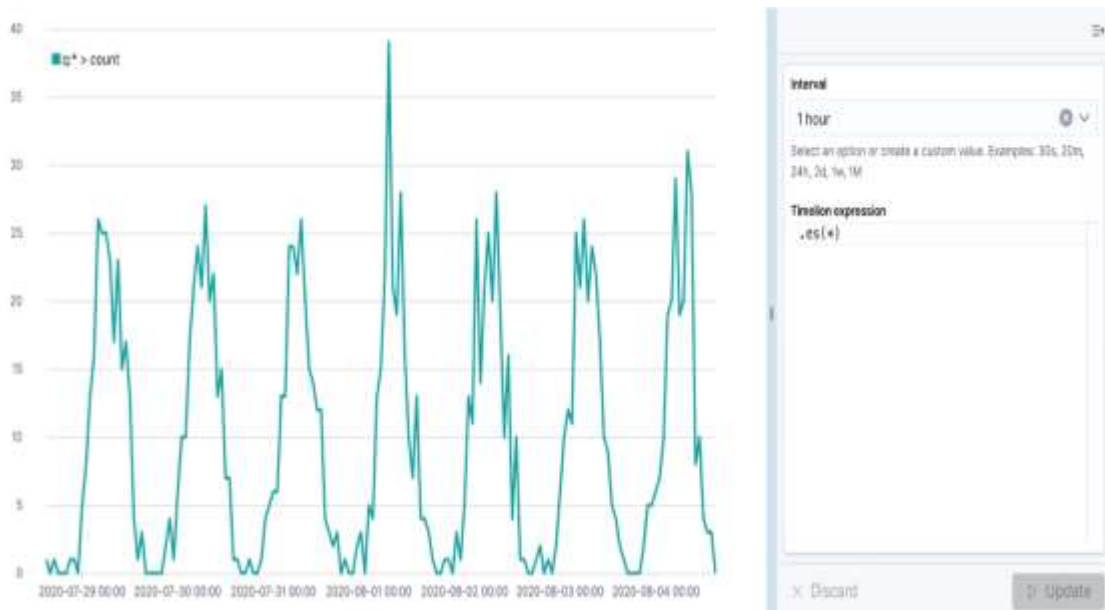 40
q:* > count
35
30
25
20
15
10
5
0
2020-07-29 00:00 2020-07-30 00:00 2020-07-31 00:00 2020-08-01 00:00 2020-08-02 00:00 2020-08-03 00:00 2020-08-04 00:00
Interval
1 hour
Select an option or create a custom value. Examples: 30s, 20m,
24h, 2d, 1w, 1M
Timelion expression
.es(*)
Discard
Update